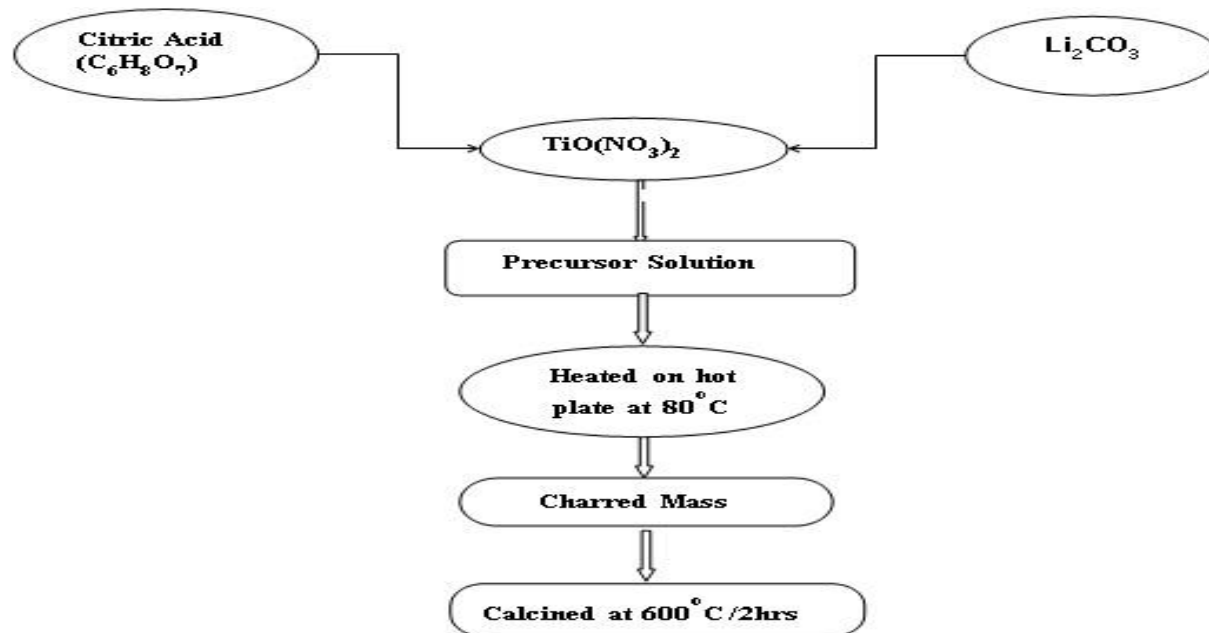 Citric Acid
(C₆H₈O₇)
Li₂CO₃
TiO(NO₃)₂
Precursor Solution
Heated on hot
plate at 80°C
Charred Mass
Calcined at 600°C/2hrs